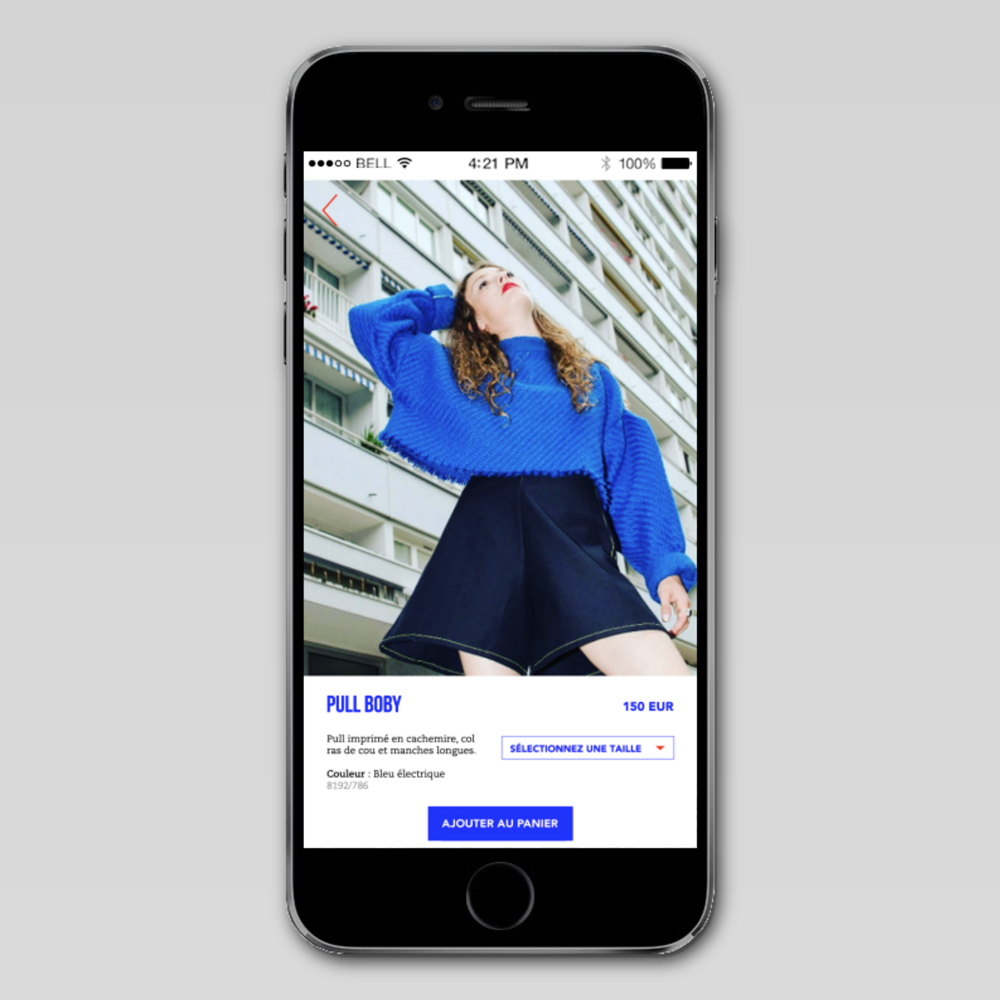 BELL
4:21 PM
100%
PULL BOBY
150 EUR
Pull imprimé en cachemire, col
ras de cou et manches longues.
SÉLECTIONNEZ UNE TAILLE
Couleur : Bleu électrique
8192/786
AJOUTER AU PANIER